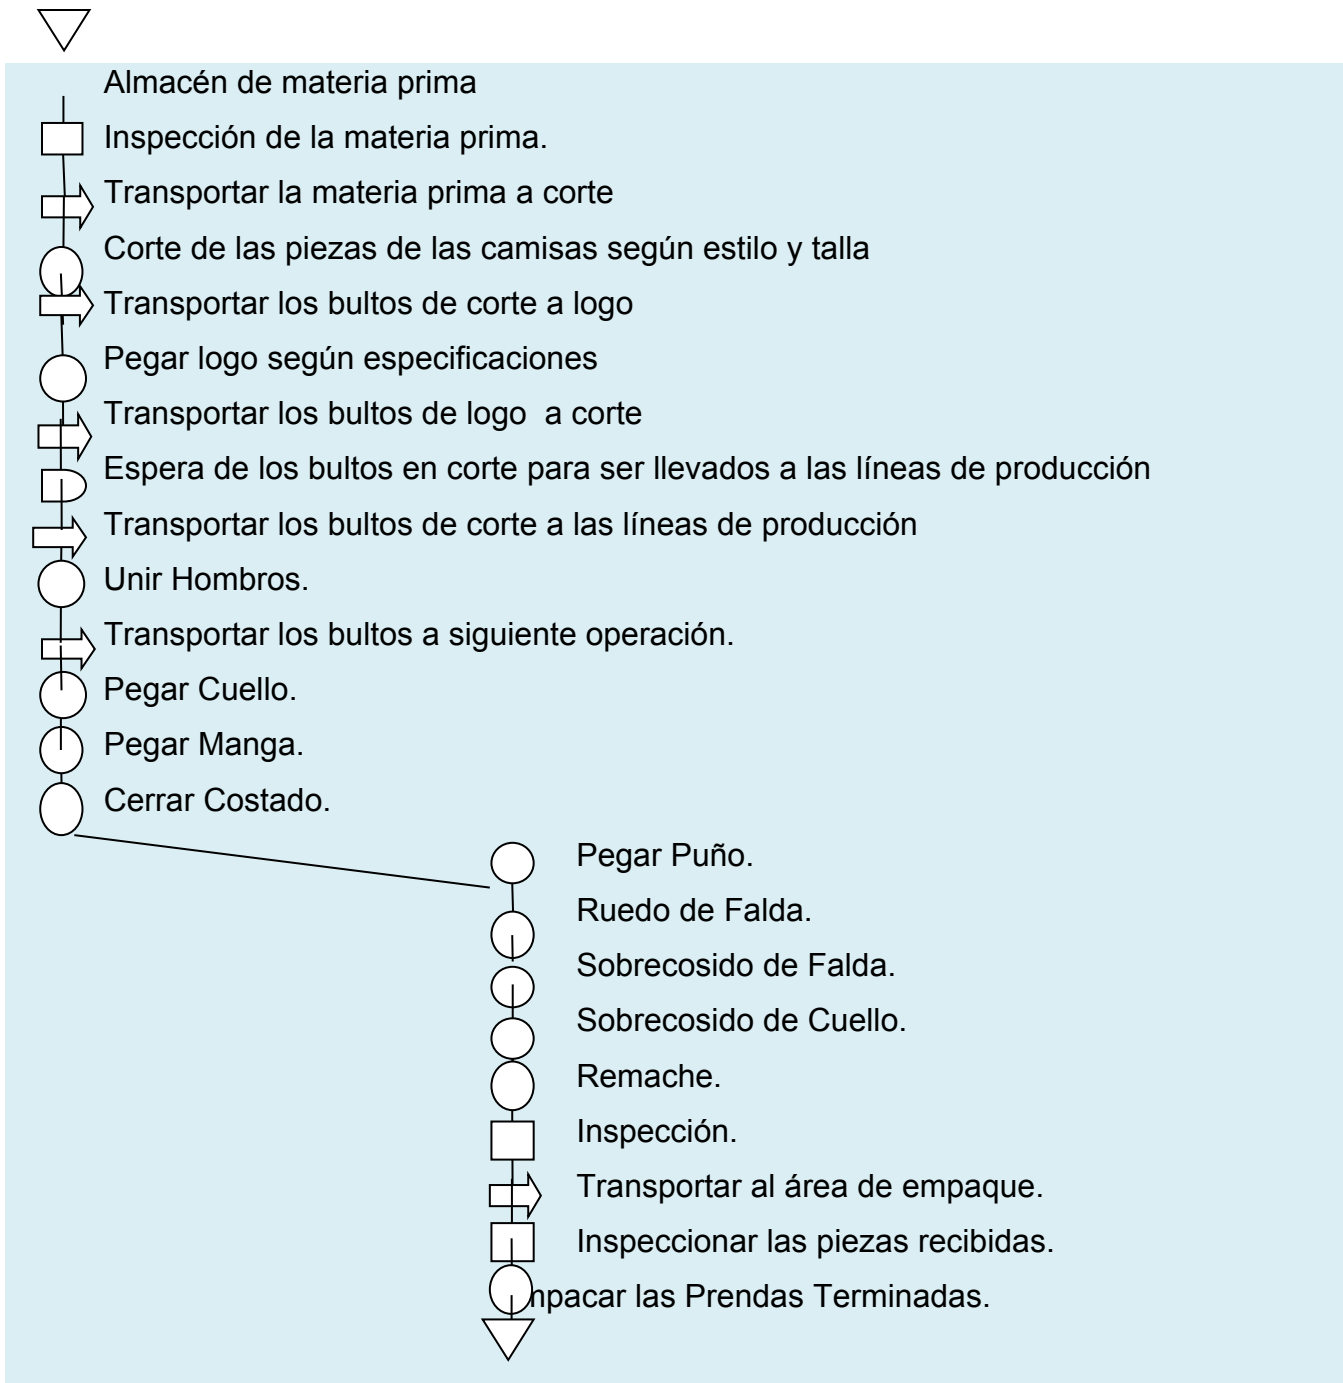 Almacén de materia prima
Inspección de la materia prima.
Transportar la materia prima a corte
Corte de las piezas de las camisas según estilo y talla
Transportar los bultos de corte a logo
Pegar logo según especificaciones
Transportar los bultos de logo  a corte
Espera de los bultos en corte para ser llevados a las líneas de producción
Transportar los bultos de corte a las líneas de producción
Unir Hombros.
Transportar los bultos a siguiente operación.
Pegar Cuello.
Pegar Manga.
Cerrar Costado.
Pegar Puño.
Ruedo de Falda.
Sobrecosido de Falda.
Sobrecosido de Cuello.
Remache.
Inspección.
Transportar al área de empaque.
Inspeccionar las piezas recibidas.
mpacar las Prendas Terminadas.